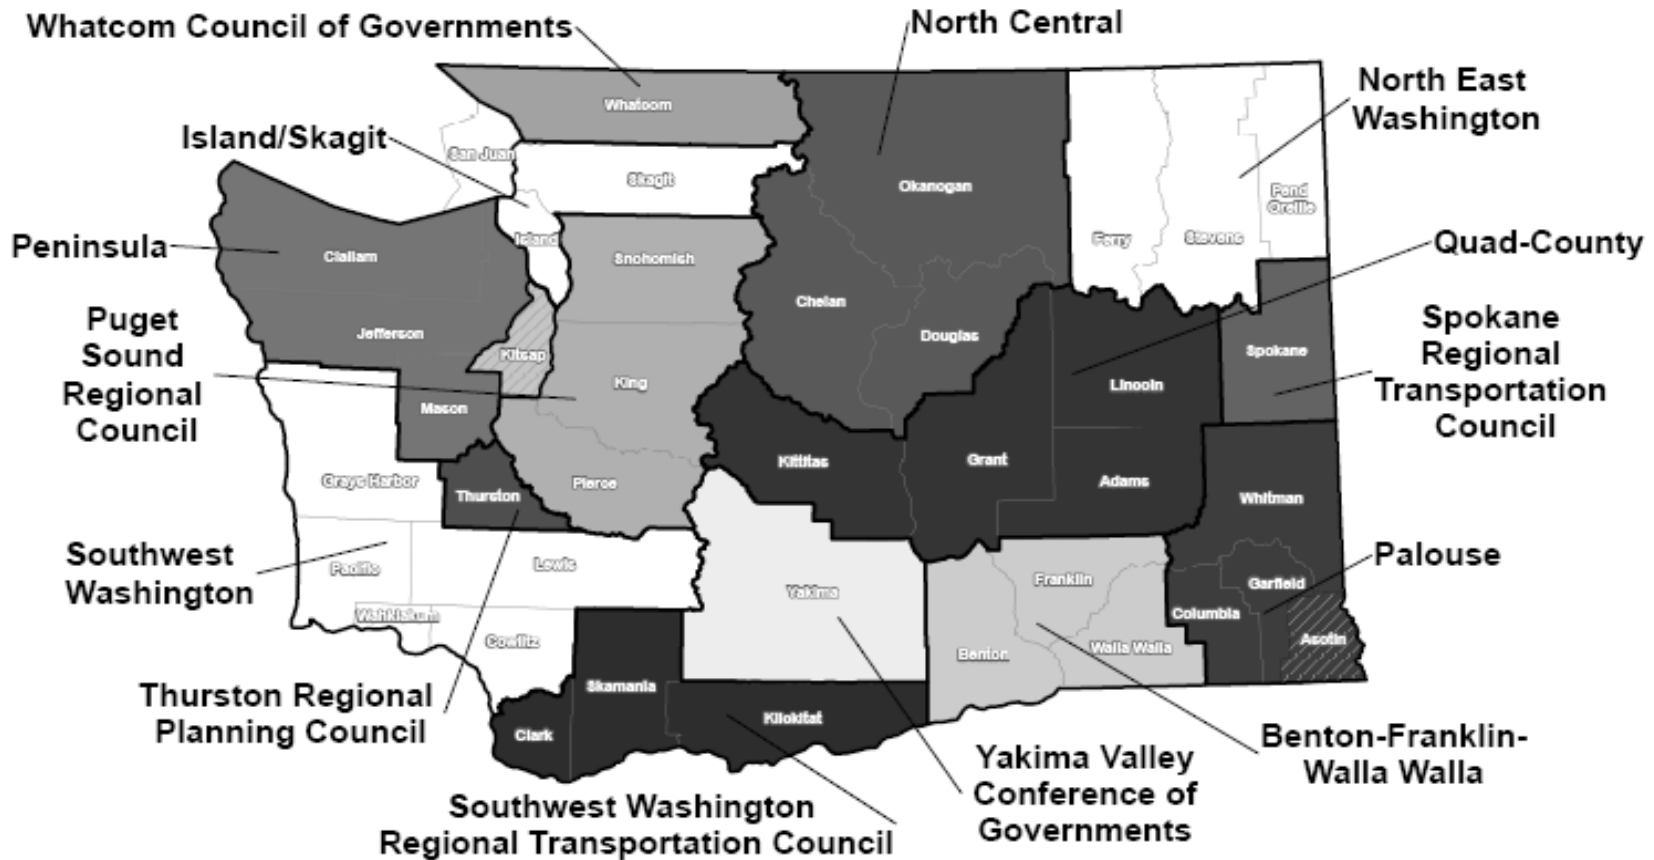 Whatcom Council of Governments
North Central
North East
Washington
Island/Skagit
Peninsula
Quad-County
Puget
Sound
Regional
Council
Spokane
Regional
Transportation
Council
Southwest
Washington
Palouse
Thurston Regional
Planning Council
Benton-Franklin-
Walla Walla
Yakima Valley
Conference of
Governments
Southwest Washington
Regional Transportation Council
Whatcom
San Juan
Skagit
Island
Okanogan
Ferry
Stevens
Pend
Oreille
Clallam
Snohomish
Chelan
Douglas
Jefferson
Kitsap
King
Lincoln
Spokane
Mason
Kittitas
Grant
Adams
Grays Harbor
Thurston
Pierce
Whitman
Pacific
Lewis
Yakima
Franklin
Garfield
Wahkiakum
Cowlitz
Benton
Walla Walla
Columbia
Asotin
Skamania
Clark
Klickitat